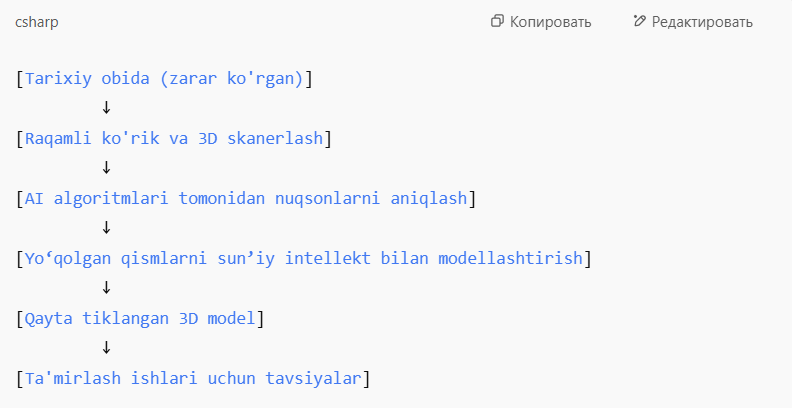 csharp Копировать Редактировать
[Tarixiy obida (zarar ko'rgan)]
↓
[Raqamli ko'rik va 3D skanerlash]
↓
[AI algoritmlari tomonidan nuqsonlarni aniqlash]
↓
[Yo‘qolgan qismlarni sun’iy intellekt bilan modellashtirish]
↓
[Qayta tiklangan 3D model]
↓
[Ta'mirlash ishlari uchun tavsiyalar]